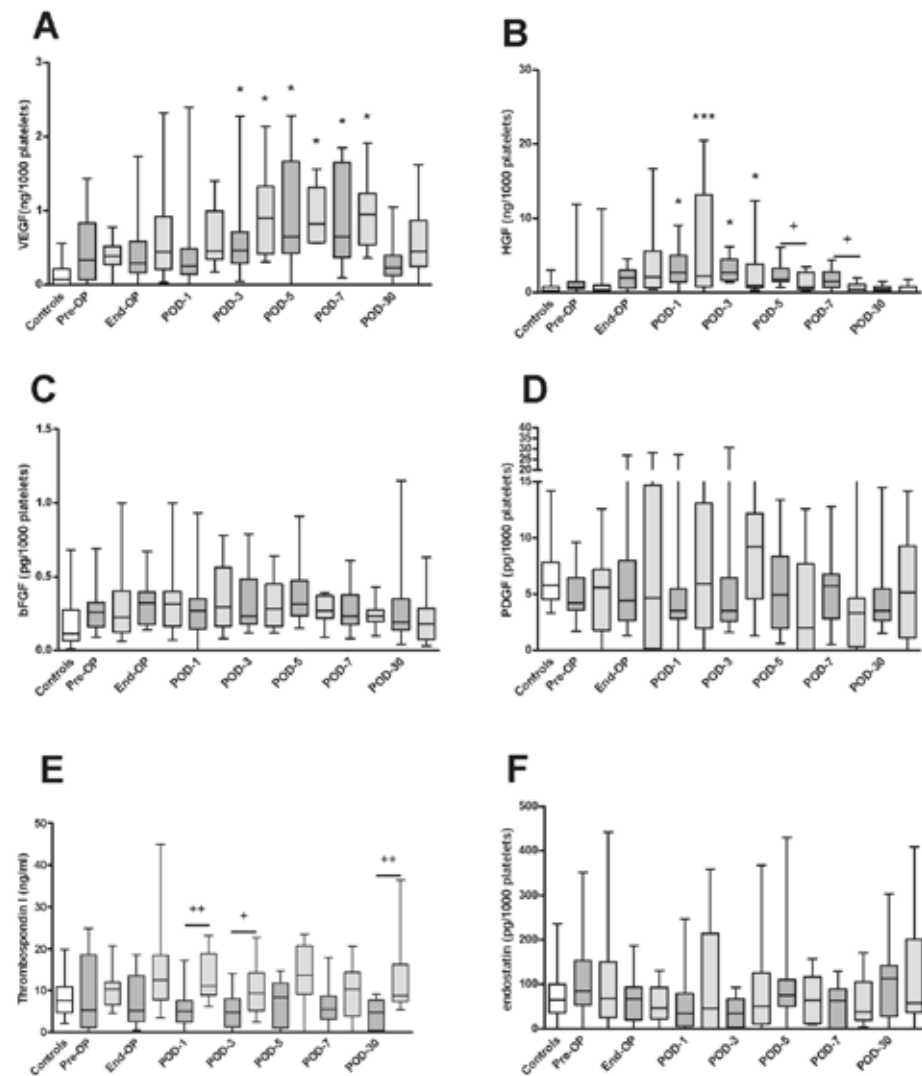 A
VEGF(ng/1000 platelets)
3
2
1
0
* * * * * *
Controls Pre-OP End-OP POD-1 POD-3 POD-5 POD-7 POD-30
B
HGF (ng/1000 platelets)
30
20
10
0
* *** * * + +
Controls Pre-OP End-OP POD-1 POD-3 POD-5 POD-7 POD-30
C
bFGF (pg/1000 platelets)
1.5
1.0
0.5
0.0
Controls Pre-OP End-OP POD-1 POD-3 POD-5 POD-7 POD-30
D
PDGF (pg/1000 platelets)
40
35
30
25
20
15
10
5
0
Controls Pre-OP End-OP POD-1 POD-3 POD-5 POD-7 POD-30
E
Thrombospondin I (ng/ml)
50
40
30
20
10
0
++ + ++
Controls Pre-OP End-OP POD-1 POD-3 POD-5 POD-7 POD-30
F
endostatin (pg/1000 platelets)
500
400
300
200
100
0
Controls Pre-OP End-OP POD-1 POD-3 POD-5 POD-7 POD-30